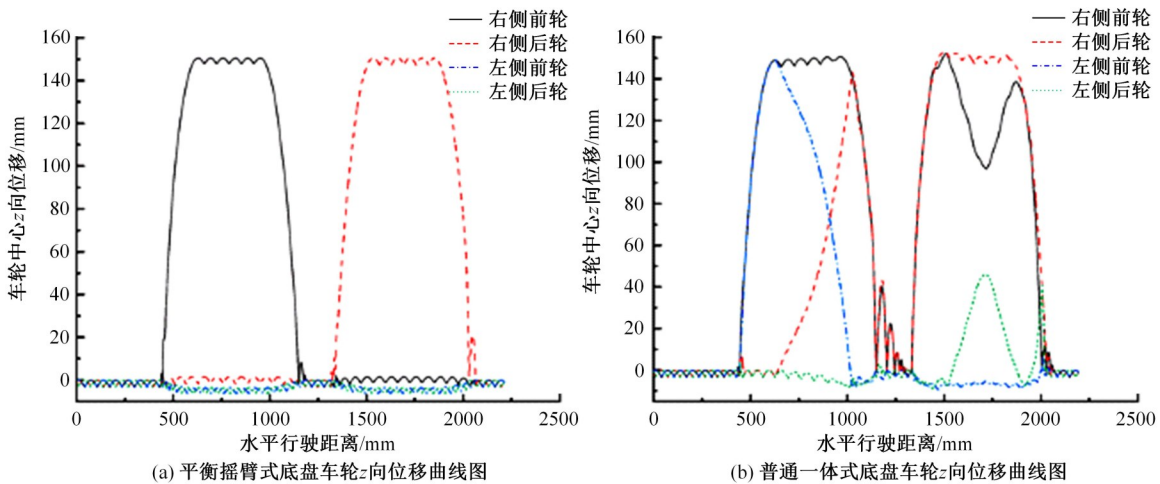 右侧前轮
右侧后轮
左侧前轮
左侧后轮
160
140
120
100
80
60
40
20
0
车轮中心z向位移/mm
0 500 1000 1500 2000 2500
水平行驶距离/mm
(a) 平衡摇臂式底盘车轮z向位移曲线图
右侧前轮
右侧后轮
左侧前轮
左侧后轮
160
140
120
100
80
60
40
20
0
车轮中心z向位移/mm
0 500 1000 1500 2000 2500
水平行驶距离/mm
(b) 普通一体式底盘车轮z向位移曲线图